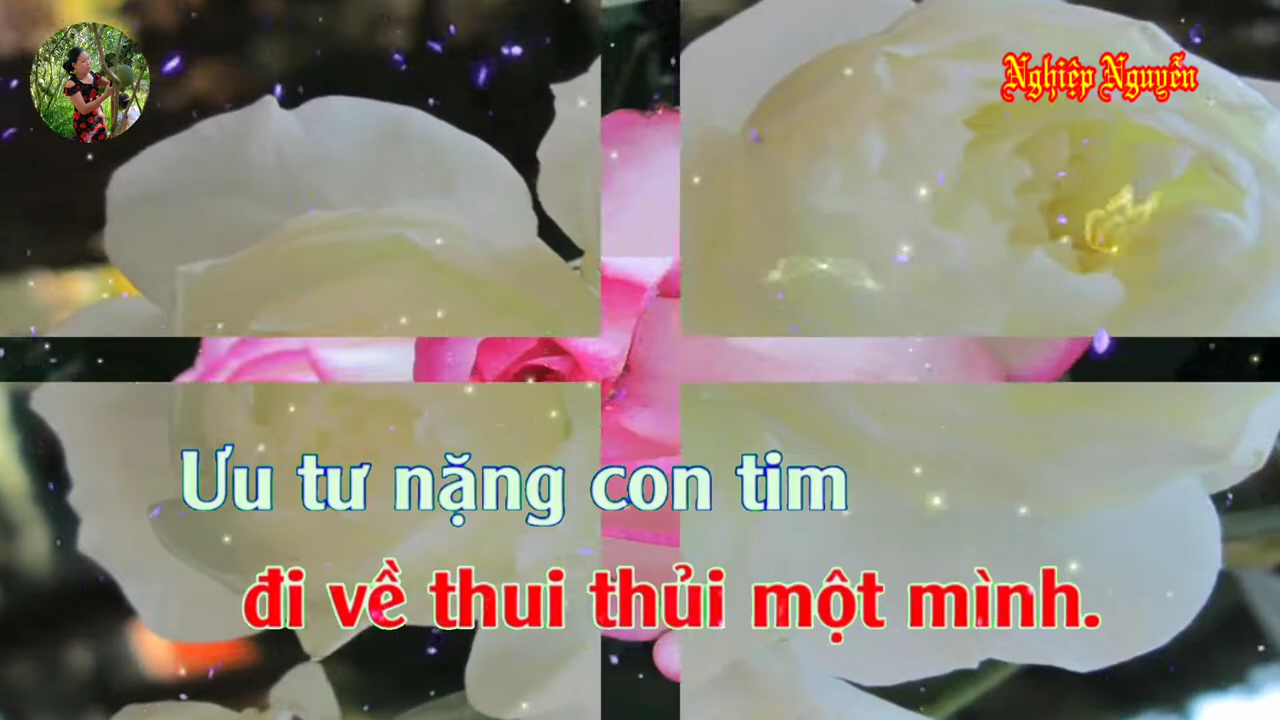 Nghiệp Nguyễn
Ưu tư nặng con tim
đi về thui thủi một mình.